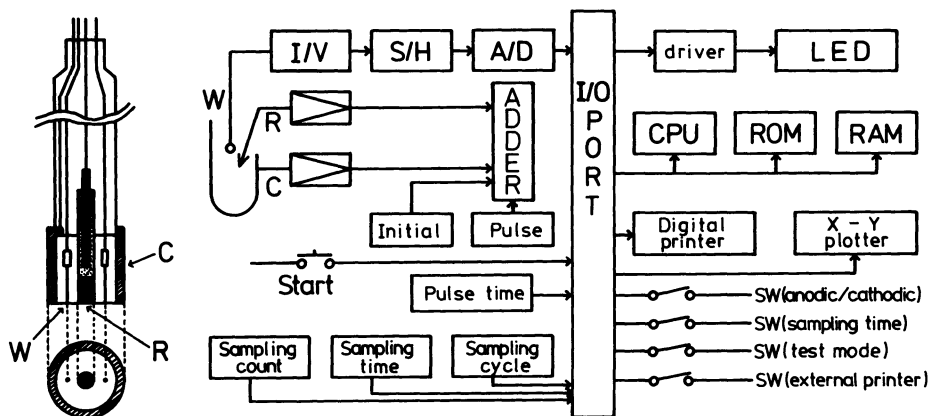 I/V
S/H
A/D
I/O
PORT
driver
LED
W
R
C
ADDER
CPU
ROM
RAM
Initial
Pulse
Digital
printer
X-Y
plotter
Start
Pulse time
SW(anodic/cathodic)
SW(sampling time)
SW(test mode)
SW(external printer)
Sampling
count
Sampling
time
Sampling
cycle
C
W
R